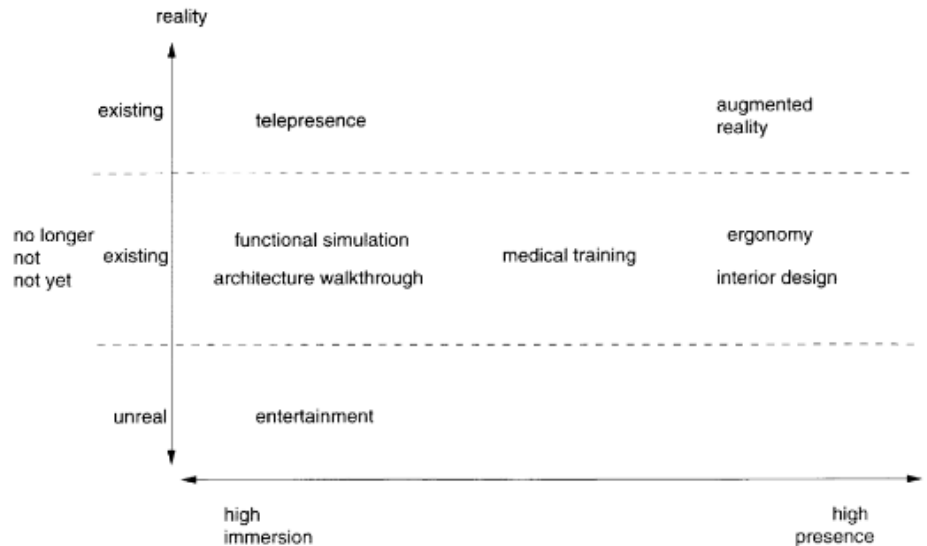 reality
existing
telepresence
augmented
reality
no longer
not
not yet
existing
functional simulation
architecture walkthrough
medical training
ergonomy
interior design
unreal
entertainment
high
immersion
high
presence